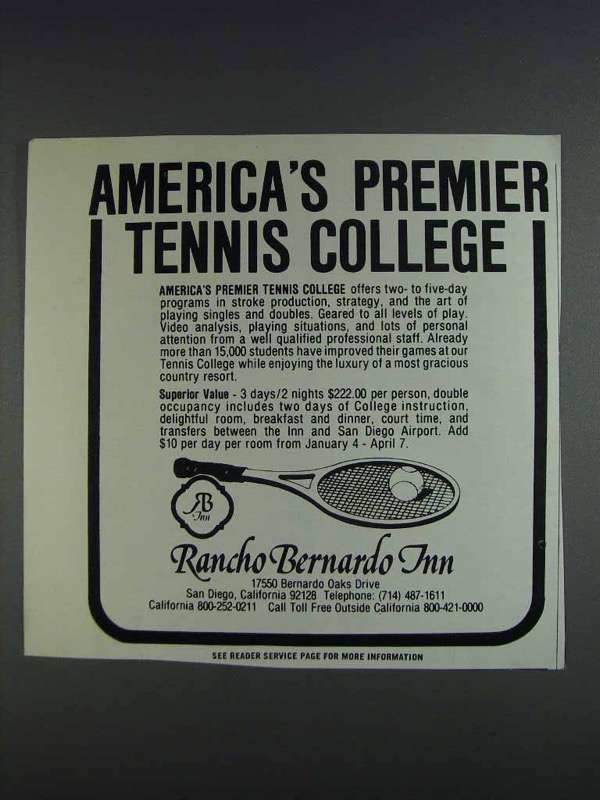 AMERICA'S PREMIER
TENNIS COLLEGE
AMERICA'S PREMIER TENNIS COLLEGE offers two- to five-day
programs in stroke production, strategy, and the art of
playing singles and doubles. Geared to all levels of play.
Video analysis, playing situations, and lots of personal
attention from a well qualified professional staff. Already
more than 15,000 students have improved their games at our
Tennis College while enjoying the luxury of a most gracious
country resort.
Superior Value - 3 days/2 nights $222.00 per person, double
occupancy includes two days of College instruction,
delightful room, breakfast and dinner, court time, and
transfers between the Inn and San Diego Airport. Add
$10 per day per room from January 4 - April 7.
RB
Inn
Rancho Bernardo Inn
17550 Bernardo Oaks Drive
San Diego, California 92128 Telephone: (714) 487-1611
California 800-252-0211 Call Toll Free Outside California 800-421-0000
SEE READER SERVICE PAGE FOR MORE INFORMATION